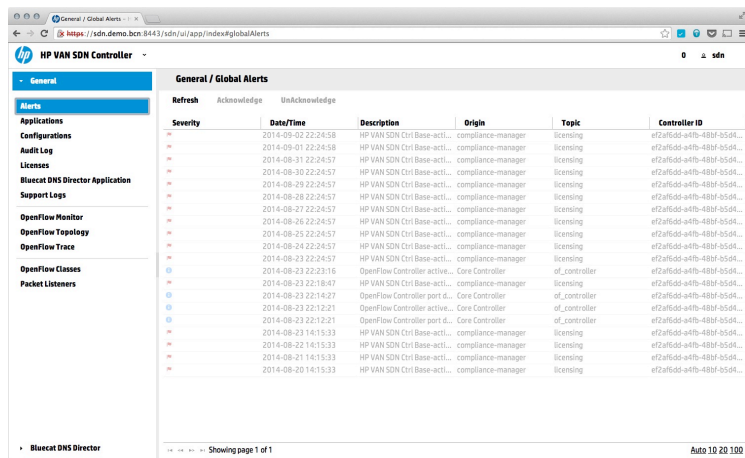 General / Global Alerts -
https://sdn.demo.bcn:8443/sdn/ui/app/index#globalAlerts
hp HP VAN SDN Controller 0 sdn
General
Alerts
Applications
Configurations
Audit Log
Licenses
Bluecat DNS Director Application
Support Logs
OpenFlow Monitor
OpenFlow Topology
OpenFlow Trace
OpenFlow Classes
Packet Listeners
Bluecat DNS Director
General / Global Alerts
Refresh Acknowledge UnAcknowledge
Severity Date/Time Description Origin Topic Controller ID
2014-09-02 22:24:58 HP VAN SDN Ctrl Base-acti... compliance-manager licensing ef2af6dd-a4fb-48bf-b5d4...
2014-09-01 22:24:58 HP VAN SDN Ctrl Base-acti... compliance-manager licensing ef2af6dd-a4fb-48bf-b5d4...
2014-08-31 22:24:57 HP VAN SDN Ctrl Base-acti... compliance-manager licensing ef2af6dd-a4fb-48bf-b5d4...
2014-08-30 22:24:57 HP VAN SDN Ctrl Base-acti... compliance-manager licensing ef2af6dd-a4fb-48bf-b5d4...
2014-08-29 22:24:57 HP VAN SDN Ctrl Base-acti... compliance-manager licensing ef2af6dd-a4fb-48bf-b5d4...
2014-08-28 22:24:57 HP VAN SDN Ctrl Base-acti... compliance-manager licensing ef2af6dd-a4fb-48bf-b5d4...
2014-08-27 22:24:57 HP VAN SDN Ctrl Base-acti... compliance-manager licensing ef2af6dd-a4fb-48bf-b5d4...
2014-08-26 22:24:57 HP VAN SDN Ctrl Base-acti... compliance-manager licensing ef2af6dd-a4fb-48bf-b5d4...
2014-08-25 22:24:57 HP VAN SDN Ctrl Base-acti... compliance-manager licensing ef2af6dd-a4fb-48bf-b5d4...
2014-08-24 22:24:57 HP VAN SDN Ctrl Base-acti... compliance-manager licensing ef2af6dd-a4fb-48bf-b5d4...
2014-08-23 22:23:16 OpenFlow Controller active... Core Controller of_controller ef2af6dd-a4fb-48bf-b5d4...
2014-08-23 22:18:47 HP VAN SDN Ctrl Base-acti... compliance-manager licensing ef2af6dd-a4fb-48bf-b5d4...
2014-08-23 22:14:27 OpenFlow Controller port d... Core Controller of_controller ef2af6dd-a4fb-48bf-b5d4...
2014-08-23 22:12:21 OpenFlow Controller active... Core Controller of_controller ef2af6dd-a4fb-48bf-b5d4...
2014-08-23 22:12:21 OpenFlow Controller port d... Core Controller of_controller ef2af6dd-a4fb-48bf-b5d4...
2014-08-23 14:15:33 HP VAN SDN Ctrl Base-acti... compliance-manager licensing ef2af6dd-a4fb-48bf-b5d4...
2014-08-22 14:15:33 HP VAN SDN Ctrl Base-acti... compliance-manager licensing ef2af6dd-a4fb-48bf-b5d4...
2014-08-21 14:15:33 HP VAN SDN Ctrl Base-acti... compliance-manager licensing ef2af6dd-a4fb-48bf-b5d4...
2014-08-20 14:15:33 HP VAN SDN Ctrl Base-acti... compliance-manager licensing ef2af6dd-a4fb-48bf-b5d4...
Showing page 1 of 1 Auto 10 20 100